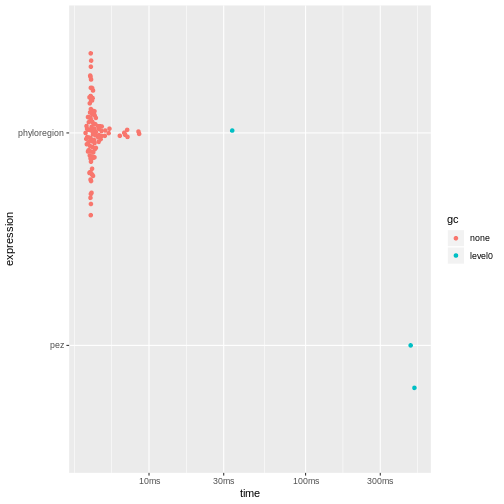 expression
phyloregion
pez
10ms
30ms
100ms
300ms
time
gc
none
level0